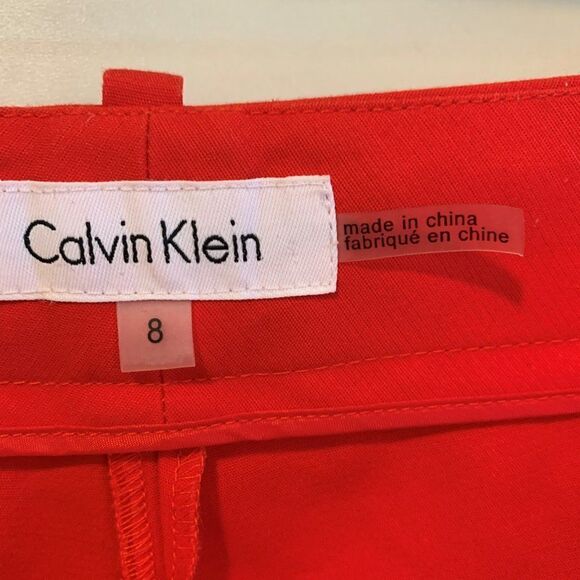 Calvin Klein
made in china
fabriqué en chine
8